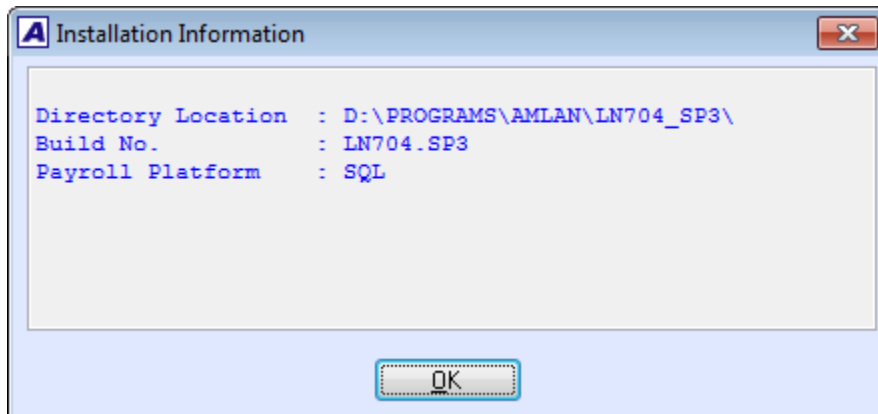 A Installation Information
Directory Location : D:\PROGRAMS\AMLAN\LN704_SP3\
Build No. : LN704.SP3
Payroll Platform : SQL
OK